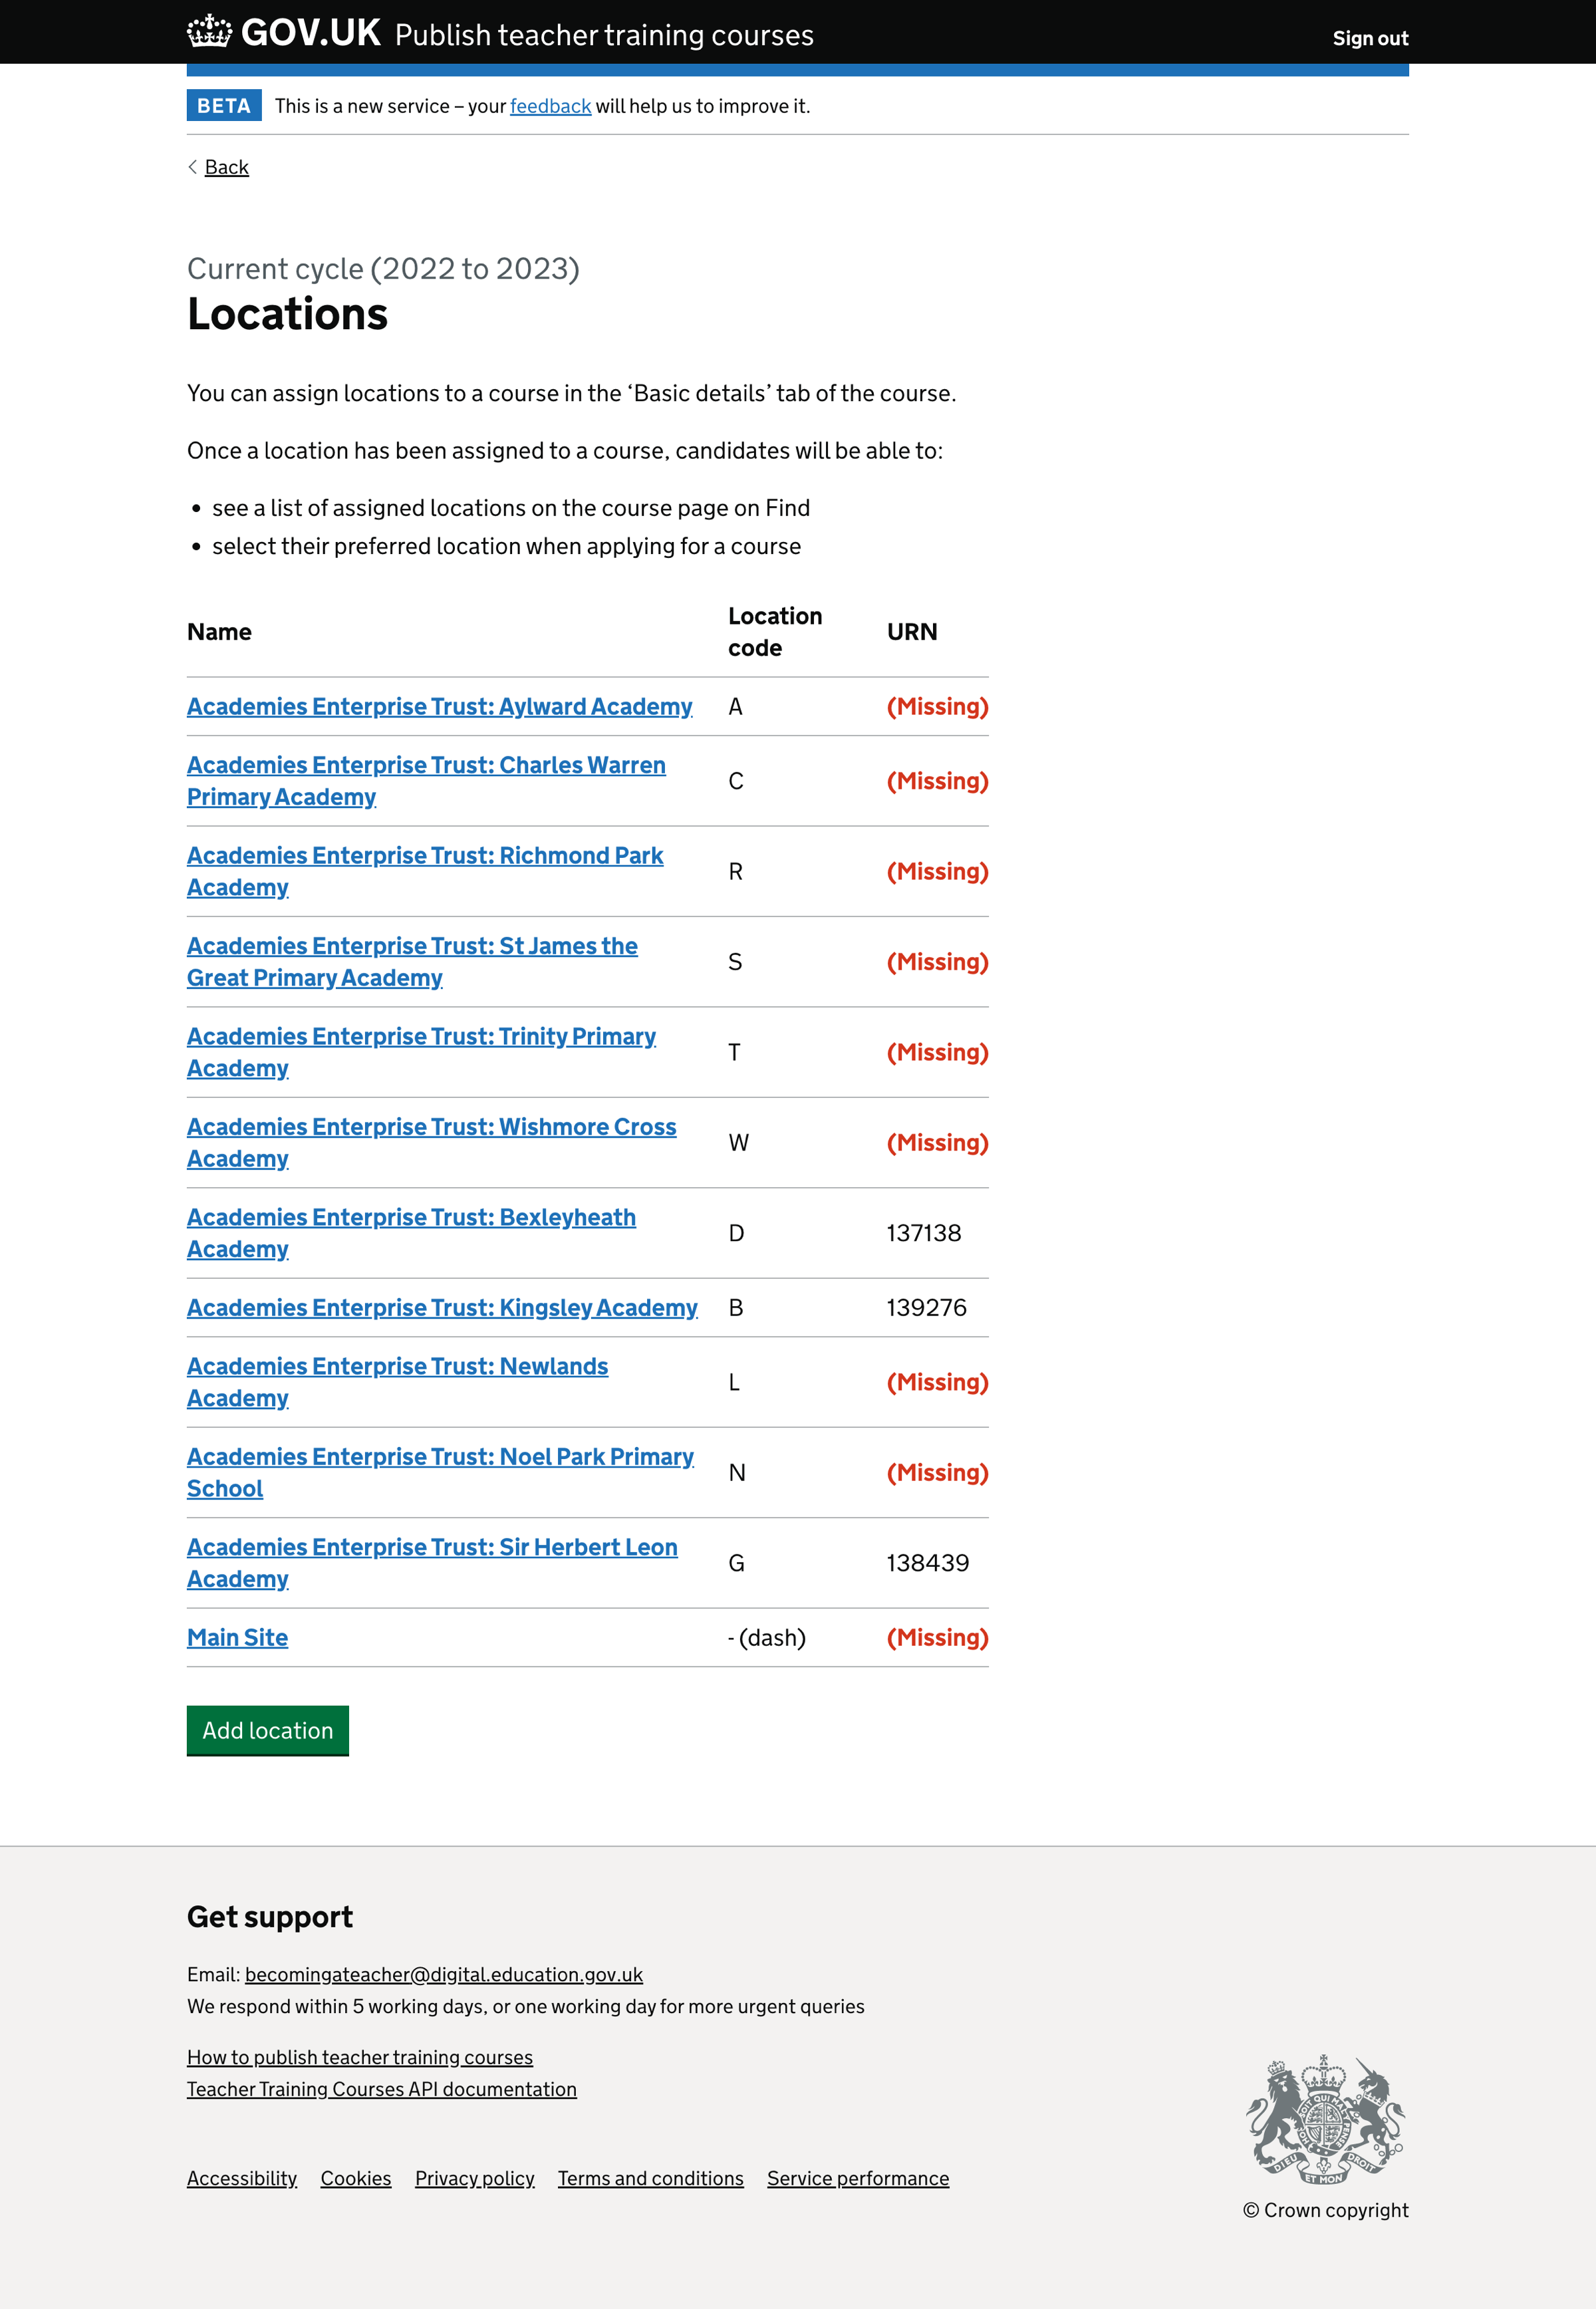 GOV.UK Publish teacher training courses
Sign out
BETA This is a new service – your feedback will help us to improve it.
Back
Current cycle (2022 to 2023)
Locations
You can assign locations to a course in the ‘Basic details’ tab of the course.
Once a location has been assigned to a course, candidates will be able to:
• see a list of assigned locations on the course page on Find
• select their preferred location when applying for a course
Name
Location
code
URN
Academies Enterprise Trust: Aylward Academy A (Missing)
Academies Enterprise Trust: Charles Warren
Primary Academy
C (Missing)
Academies Enterprise Trust: Richmond Park
Academy
R (Missing)
Academies Enterprise Trust: St James the
Great Primary Academy
S (Missing)
Academies Enterprise Trust: Trinity Primary
Academy
T (Missing)
Academies Enterprise Trust: Wishmore Cross
Academy
W (Missing)
Academies Enterprise Trust: Bexleyheath
Academy
D 137138
Academies Enterprise Trust: Kingsley Academy B 139276
Academies Enterprise Trust: Newlands
Academy
L (Missing)
Academies Enterprise Trust: Noel Park Primary
School
N (Missing)
Academies Enterprise Trust: Sir Herbert Leon
Academy
G 138439
Main Site - (dash) (Missing)
Add location
Get support
Email: becomingateacher@digital.education.gov.uk
We respond within 5 working days, or one working day for more urgent queries
How to publish teacher training courses
Teacher Training Courses API documentation
Accessibility Cookies Privacy policy Terms and conditions Service performance
DIEU ET MON DROIT
© Crown copyright